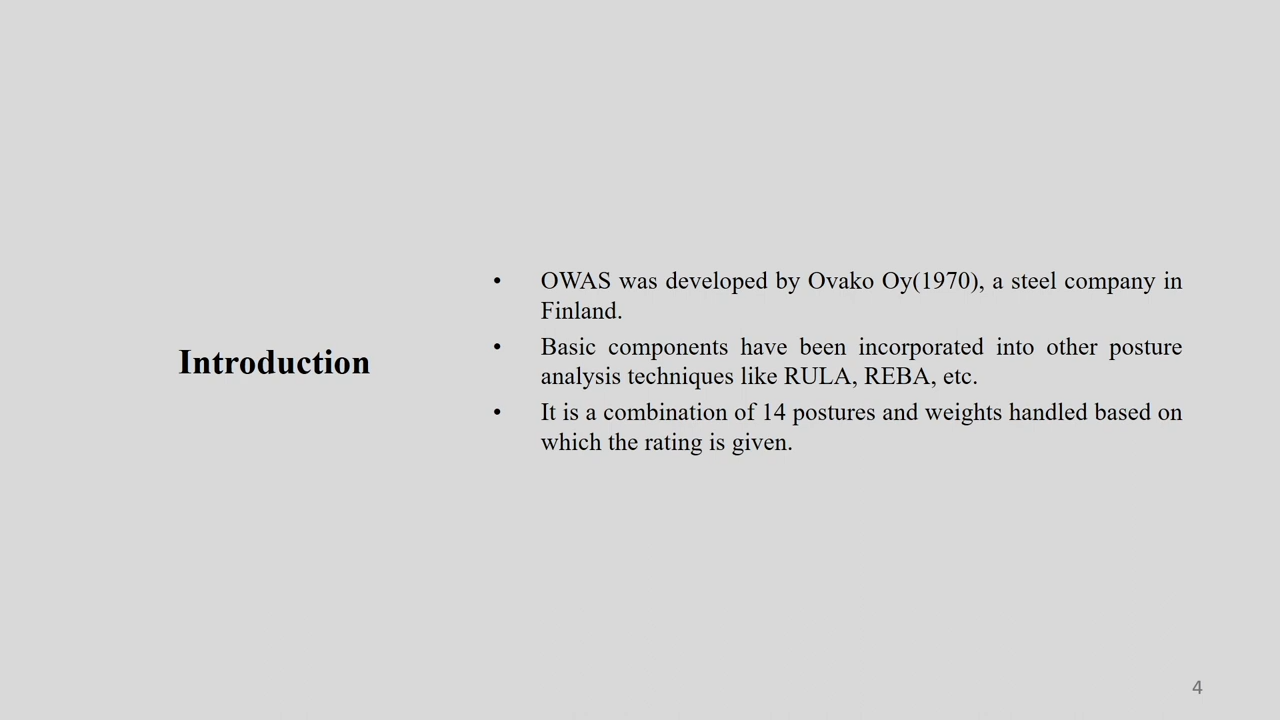 Introduction
• OWAS was developed by Ovako Oy(1970), a steel company in
Finland.
• Basic components have been incorporated into other posture
analysis techniques like RULA, REBA, etc.
• It is a combination of 14 postures and weights handled based on
which the rating is given.
4